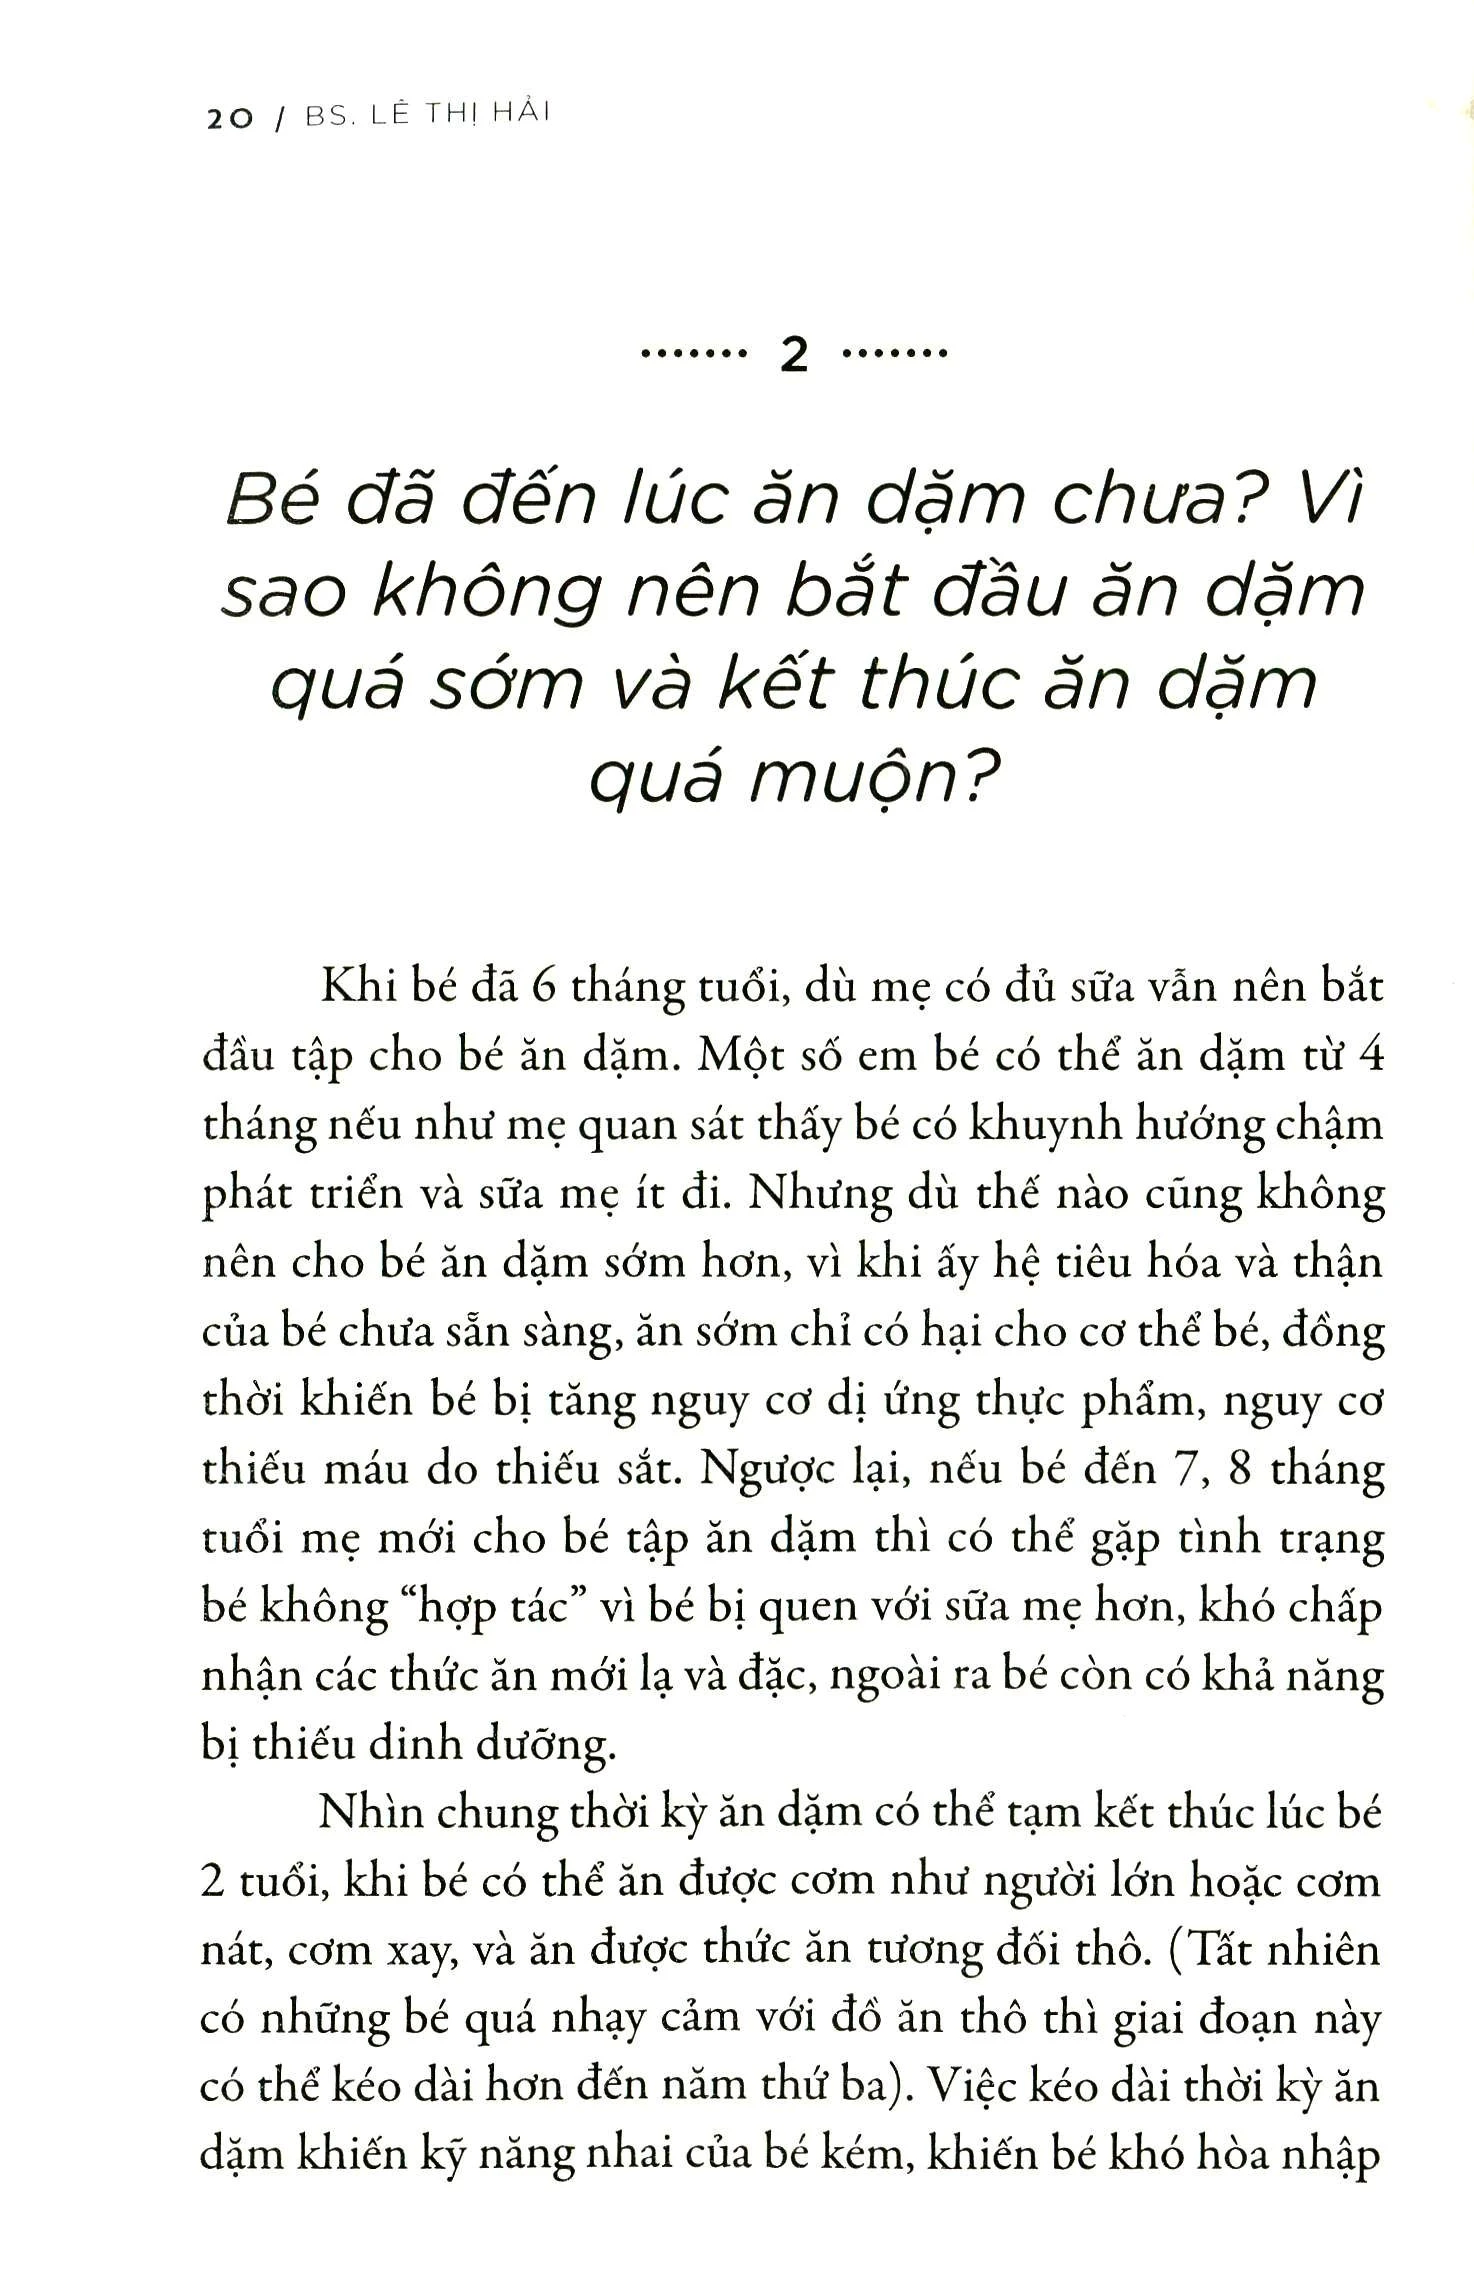 20 / BS. LÊ THỊ HẢI
....... 2 .......
Bé đã đến lúc ăn dặm chưa? Vì
sao không nên bắt đầu ăn dặm
quá sớm và kết thúc ăn dặm
quá muộn?
Khi bé đã 6 tháng tuổi, dù mẹ có đủ sữa vẫn nên bắt
đầu tập cho bé ăn dặm. Một số em bé có thể ăn dặm từ 4
tháng nếu như mẹ quan sát thấy bé có khuynh hướng chậm
phát triển và sữa mẹ ít đi. Nhưng dù thế nào cũng không
nên cho bé ăn dặm sớm hơn, vì khi ấy hệ tiêu hóa và thận
của bé chưa sẵn sàng, ăn sớm chỉ có hại cho cơ thể bé, đồng
thời khiến bé bị tăng nguy cơ dị ứng thực phẩm, nguy cơ
thiếu máu do thiếu sắt. Ngược lại, nếu bé đến 7, 8 tháng
tuổi mẹ mới cho bé tập ăn dặm thì có thể gặp tình trạng
bé không “hợp tác” vì bé bị quen với sữa mẹ hơn, khó chấp
nhận các thức ăn mới lạ và đặc, ngoài ra bé còn có khả năng
bị thiếu dinh dưỡng.
Nhìn chung thời kỳ ăn dặm có thể tạm kết thúc lúc bé
2 tuổi, khi bé có thể ăn được cơm như người lớn hoặc cơm
nát, cơm xay, và ăn được thức ăn tương đối thô. (Tất nhiên
có những bé quá nhạy cảm với đồ ăn thô thì giai đoạn này
có thể kéo dài hơn đến năm thứ ba). Việc kéo dài thời kỳ ăn
dặm khiến kỹ năng nhai của bé kém, khiến bé khó hòa nhập